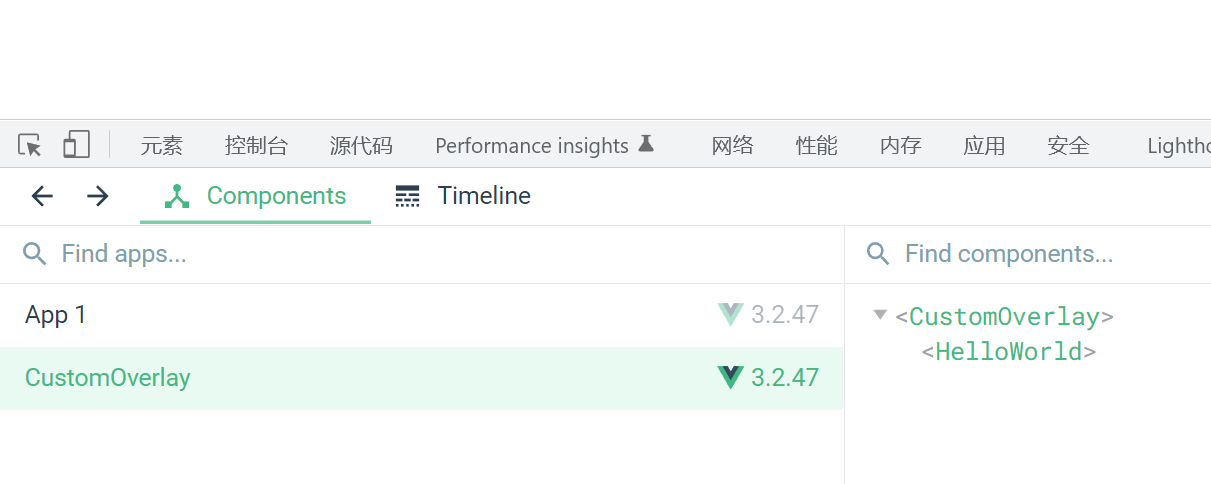 元素 控制台 源代码 Performance insights 网络 性能 内存 应用 安全 Lightho
Components Timeline
Find apps... Find components...
App 1 3.2.47 <CustomOverlay>
<HelloWorld>
CustomOverlay 3.2.47